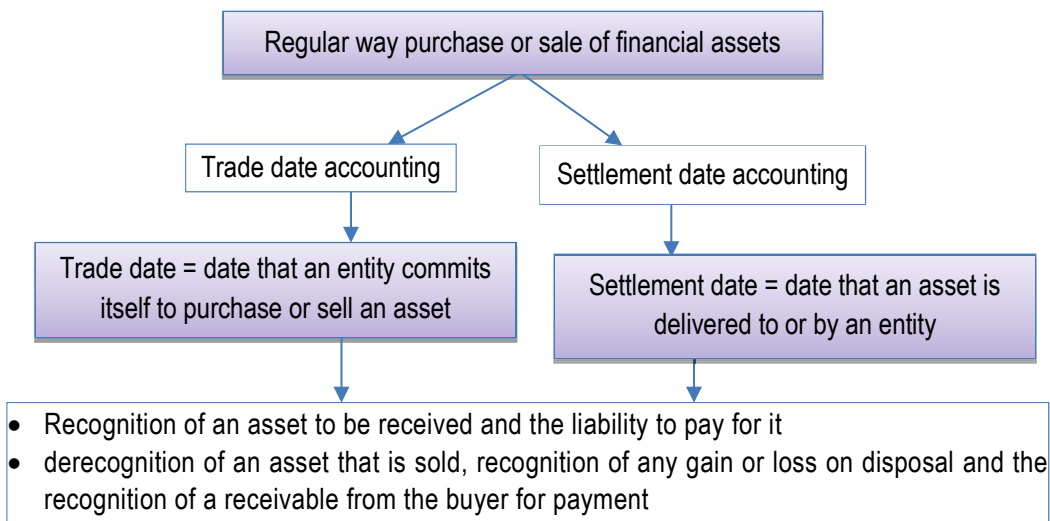 Regular way purchase or sale of financial assets
Trade date accounting
Settlement date accounting
Trade date = date that an entity commits
itself to purchase or sell an asset
Settlement date = date that an asset is
delivered to or by an entity
• Recognition of an asset to be received and the liability to pay for it
• derecognition of an asset that is sold, recognition of any gain or loss on disposal and the
recognition of a receivable from the buyer for payment